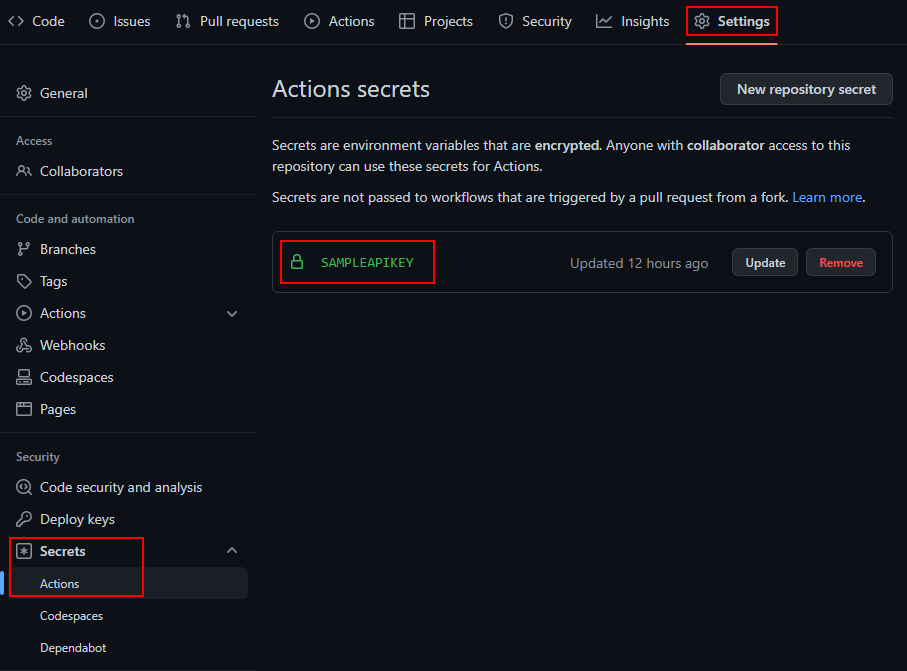 Code Issues Pull requests Actions Projects Security Insights Settings
General
Access
Collaborators
Code and automation
Branches
Tags
Actions
Webhooks
Codespaces
Pages
Security
Code security and analysis
Deploy keys
Secrets
Actions
Codespaces
Dependabot
Actions secrets
New repository secret
Secrets are environment variables that are encrypted. Anyone with collaborator access to this
repository can use these secrets for Actions.
Secrets are not passed to workflows that are triggered by a pull request from a fork. Learn more.
SAMPLEAPIKEY Updated 12 hours ago Update Remove